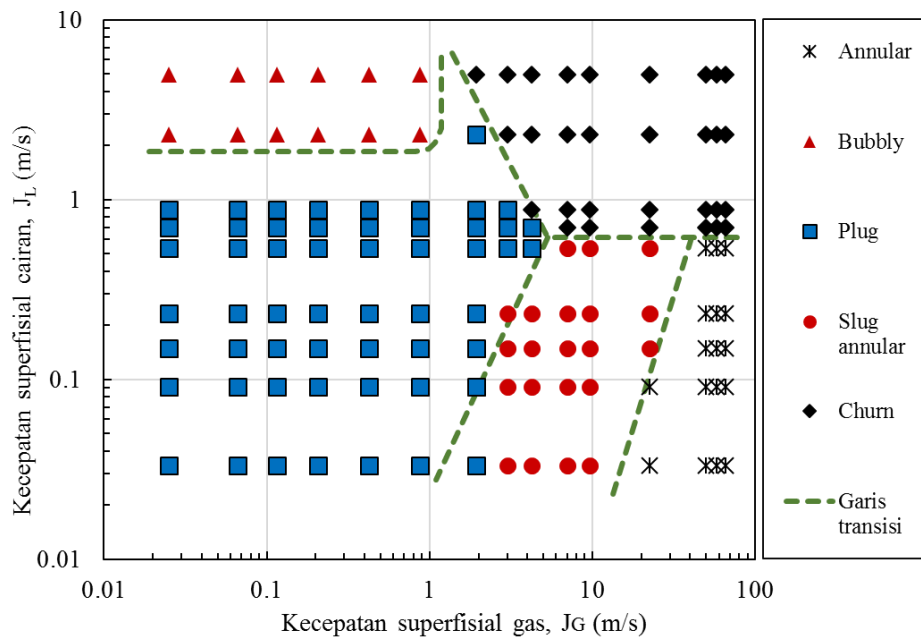 10
1
0.1
0.01
0.01
0.1
1
10
100
Kecepatan superfisial cairan, JL (m/s)
Kecepatan superfisial gas, JG (m/s)
Annular
Bubbly
Plug
Slug
annular
Churn
Garis
transisi